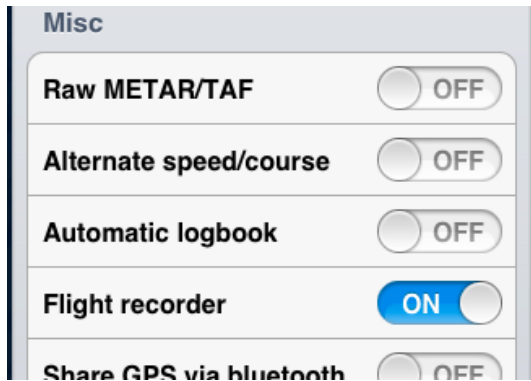 Misc
Raw METAR/TAF OFF
Alternate speed/course OFF
Automatic logbook OFF
Flight recorder ON
Share GPS via bluetooth OFF